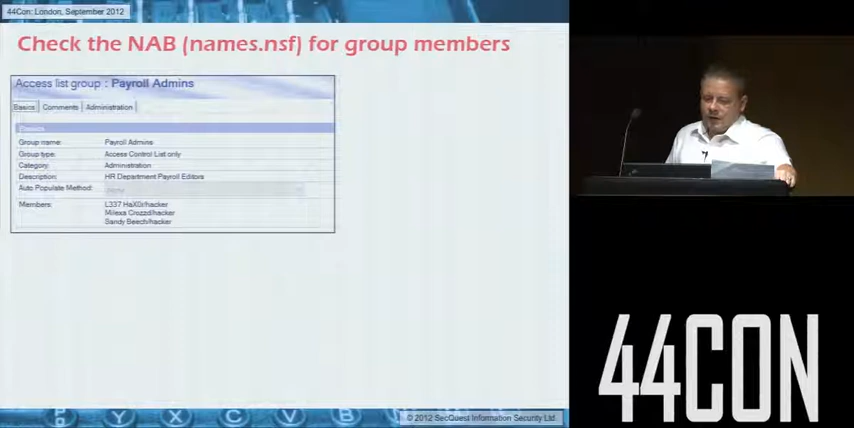 44Con: London, September 2012
Check the NAB (names.nsf) for group members
Access list group : Payroll Admins
Basics Comments Administration
Basics
Group name: Payroll Admins
Group type: Access Control List only
Category: Administration
Description: HR Department Payroll Editors
Auto Populate Method:
Members: L337 HaX0r/hacker
Milexa Crozzd/hacker
Sandy Beech/hacker
Y X C V B
© 2012 SecQuest Information Security Ltd.
44CON